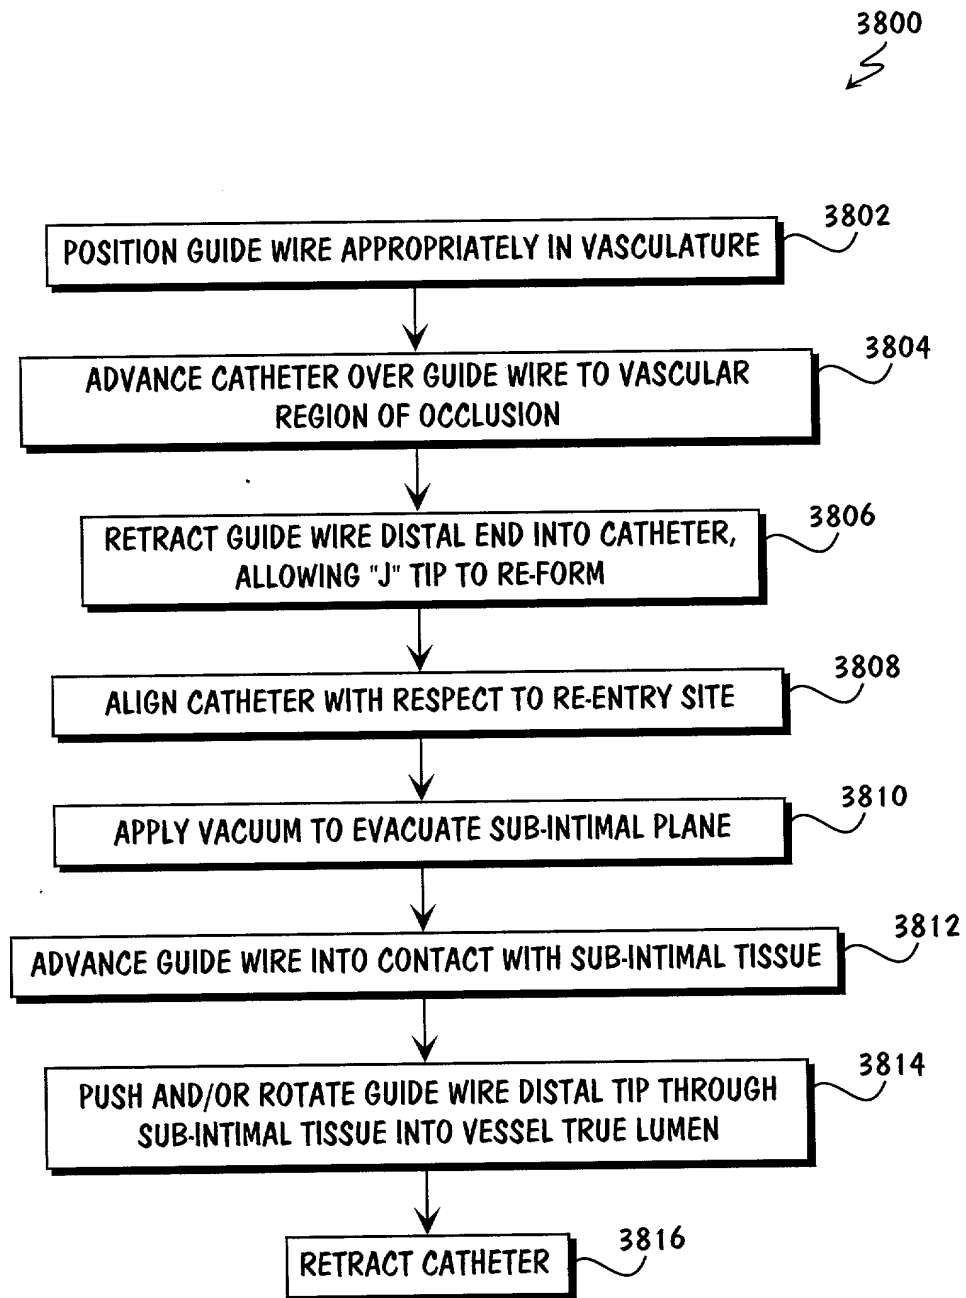 3800
3802
POSITION GUIDE WIRE APPROPRIATELY IN VASCULATURE
3804
ADVANCE CATHETER OVER GUIDE WIRE TO VASCULAR
REGION OF OCCLUSION
3806
RETRACT GUIDE WIRE DISTAL END INTO CATHETER,
ALLOWING "J" TIP TO RE-FORM
3808
ALIGN CATHETER WITH RESPECT TO RE-ENTRY SITE
3810
APPLY VACUUM TO EVACUATE SUB-INTIMAL PLANE
3812
ADVANCE GUIDE WIRE INTO CONTACT WITH SUB-INTIMAL TISSUE
3814
PUSH AND/OR ROTATE GUIDE WIRE DISTAL TIP THROUGH
SUB-INTIMAL TISSUE INTO VESSEL TRUE LUMEN
3816
RETRACT CATHETER